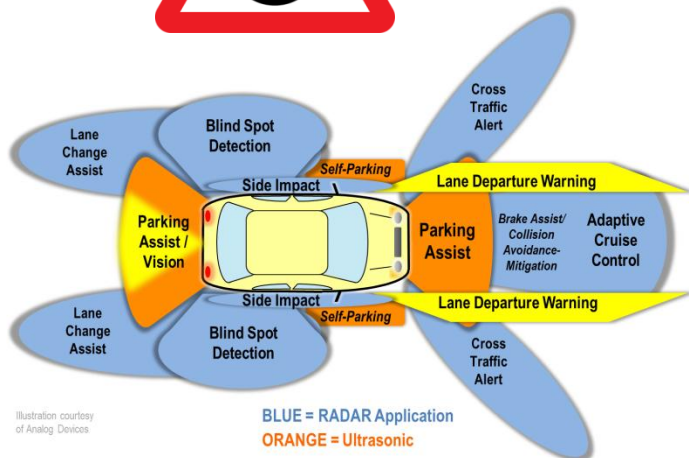 Cross
Traffic
Alert
Lane
Change
Assist
Blind Spot
Detection
Self-Parking
Side Impact
Lane Departure Warning
Parking
Assist /
Vision
Parking
Assist
Brake Assist/
Collision
Avoidance-
Mitigation
Adaptive
Cruise
Control
Side Impact
Lane Departure Warning
Self-Parking
Lane
Change
Assist
Blind Spot
Detection
Cross
Traffic
Alert
Illustration courtesy
of Analog Devices
BLUE = RADAR Application
ORANGE = Ultrasonic